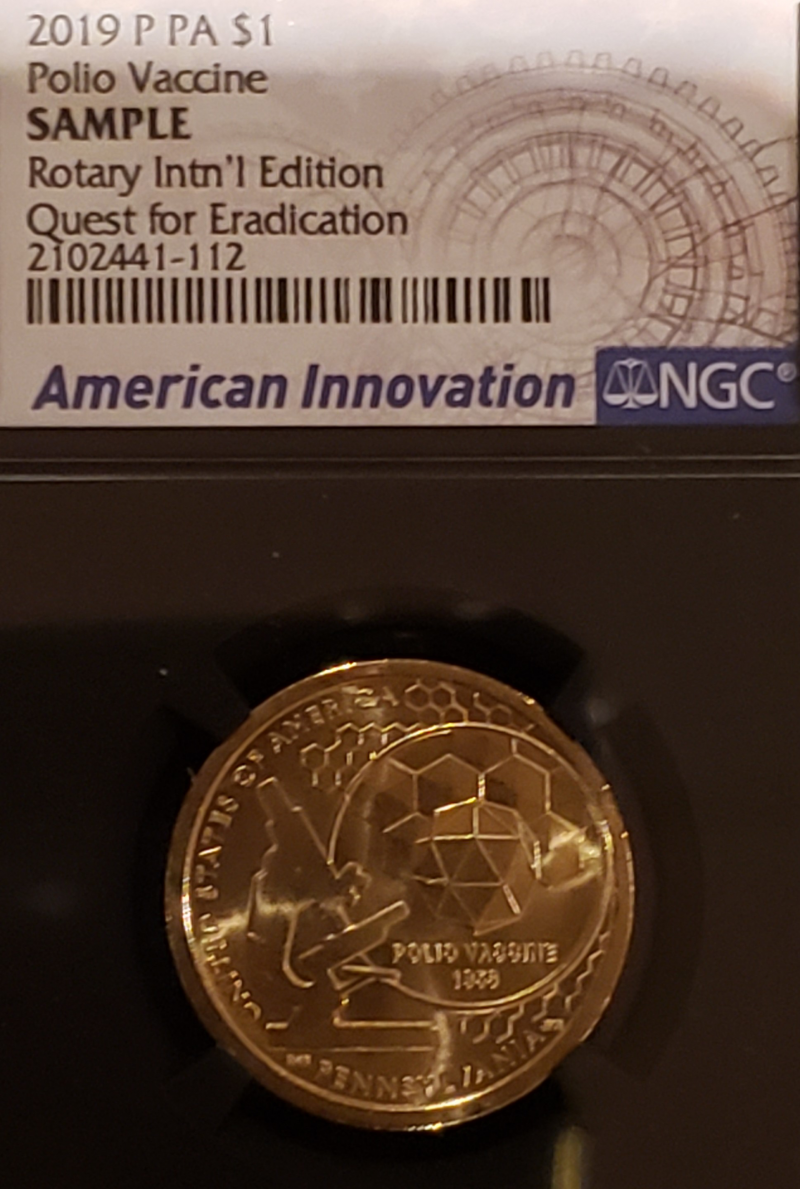 2019 P PA $1
Polio Vaccine
SAMPLE
Rotary Intn'l Edition
Quest for Eradication
2102441-112
American Innovation NGC®
UNITED STATES OF AMERICA
POLIO VACCINE
PENNSYLVANIA